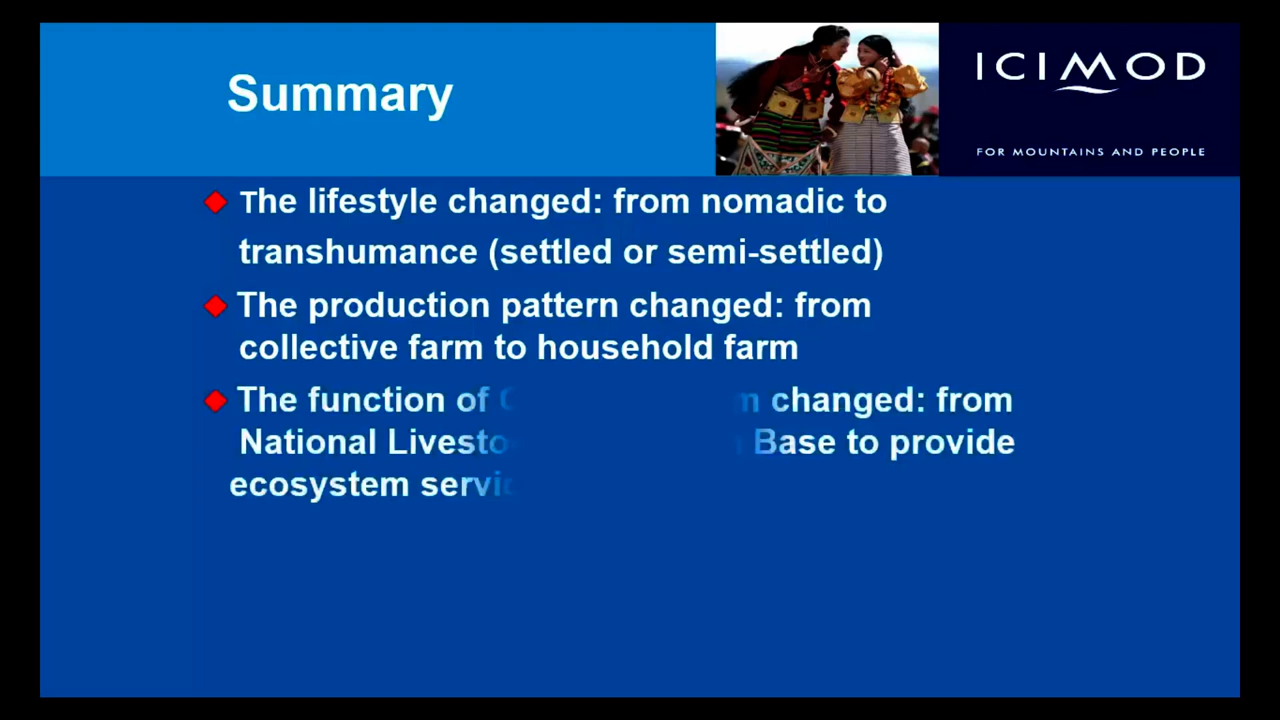 Summary
ICIMOD
FOR MOUNTAINS AND PEOPLE
The lifestyle changed: from nomadic to
transhumance (settled or semi-settled)
The production pattern changed: from
collective farm to household farm
The function of changed: from
National Base to provide
ecosystem